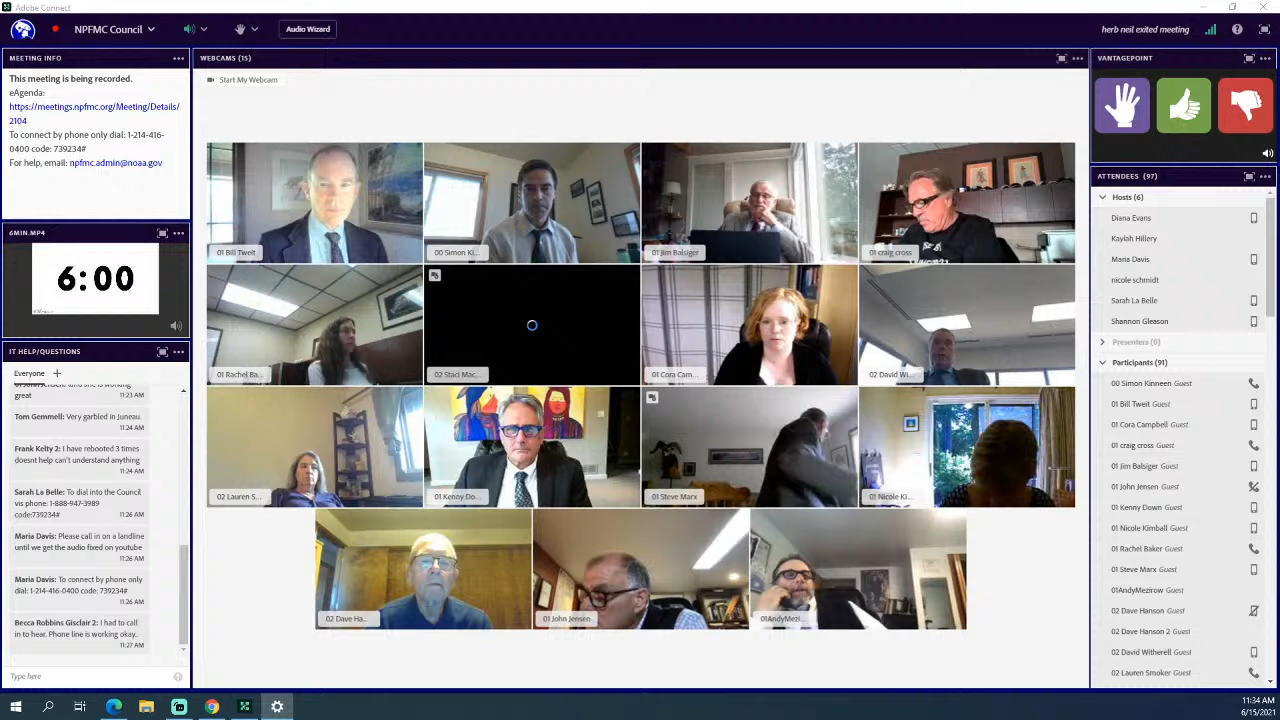 Adobe Connect
NPFMC Council
Audio Wizard
herb neil exited meeting
MEETING INFO
This meeting is being recorded.
eAgenda:
https://meetings.npfmc.org/Meeting/Details/
2104
To connect by phone only dial: 1-214-416-
0400 code: 739234#
For help, email: npfmc.admin@noaa.gov
6MIN.MP4
6:00
IT HELP/QUESTIONS
Everyone
great
11:23 AM
Tom Gemmell: Very garbled in Juneau.
11:24 AM
Frank Kelty 2: I have rebooted 3 times
doesnt help can't understand anything
11:24 AM
Sarah La Belle: To dial into the Council
vis phone: 1-888-947-3989
code:739234#
11:26 AM
Maria Davis: Please call in on a landline
until we get the audio fixed on youtube
11:26 AM
Maria Davis: To connect by phone only
dial: 1-214-416-0400 code: 739234#
11:26 AM
Becca Robbins Gisclair 2: I had to call
in to hear. Phone line is working okay..
11:27 AM
Type here
WEBCAMS (15)
Start My Webcam
01 Bill Tweit
00 Simon Ki...
01 Jim Balsiger
01 craig cross
01 Rachel Ba...
02 Staci Mac...
01 Cora Cam...
02 David Wi...
02 Lauren S...
01 Kenny Do...
01 Steve Marx
01 Nicole Ki...
02 Dave Ha...
01 John Jensen
01AndyMezi...
VANTAGEPOINT
ATTENDEES (97)
Hosts (6)
Diana Evans
Kaylah Hillery
Maria Davis
nicole schmidt
Sarah La Belle
Shannon Gleason
Presenters (0)
Participants (91)
00 Simon Kinneen Guest
01 Bill Tweit Guest
01 Cora Campbell Guest
01 craig cross Guest
01 Jim Balsiger Guest
01 John Jensen Guest
01 Kenny Down Guest
01 Nicole Kimball Guest
01 Rachel Baker Guest
01 Steve Marx Guest
01AndyMezirow Guest
02 Dave Hanson Guest
02 Dave Hanson 2 Guest
02 David Witherell Guest
02 Lauren Smoker Guest
11:34 AM
6/15/2021